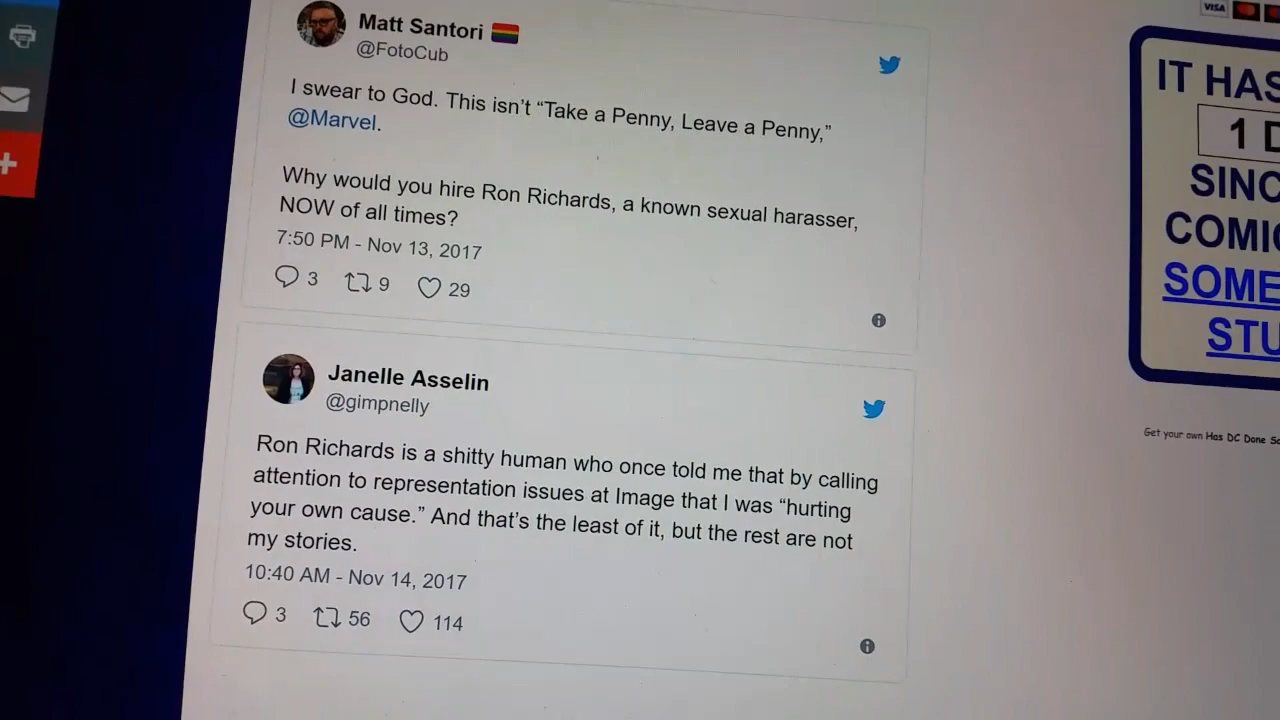 Matt Santori
@FotoCub
I swear to God. This isn't “Take a Penny, Leave a Penny,”
@Marvel.
Why would you hire Ron Richards, a known sexual harasser,
NOW of all times?
7:50 PM - Nov 13, 2017
3 9 29
Janelle Asselin
@gimpnelly
Ron Richards is a shitty human who once told me that by calling
attention to representation issues at Image that I was “hurting
your own cause.” And that's the least of it, but the rest are not
my stories.
10:40 AM - Nov 14, 2017
3 56 114
VISA
IT HAS
1 D
SINC
COMIC
SOME
STU
Get your own Has DC Done So